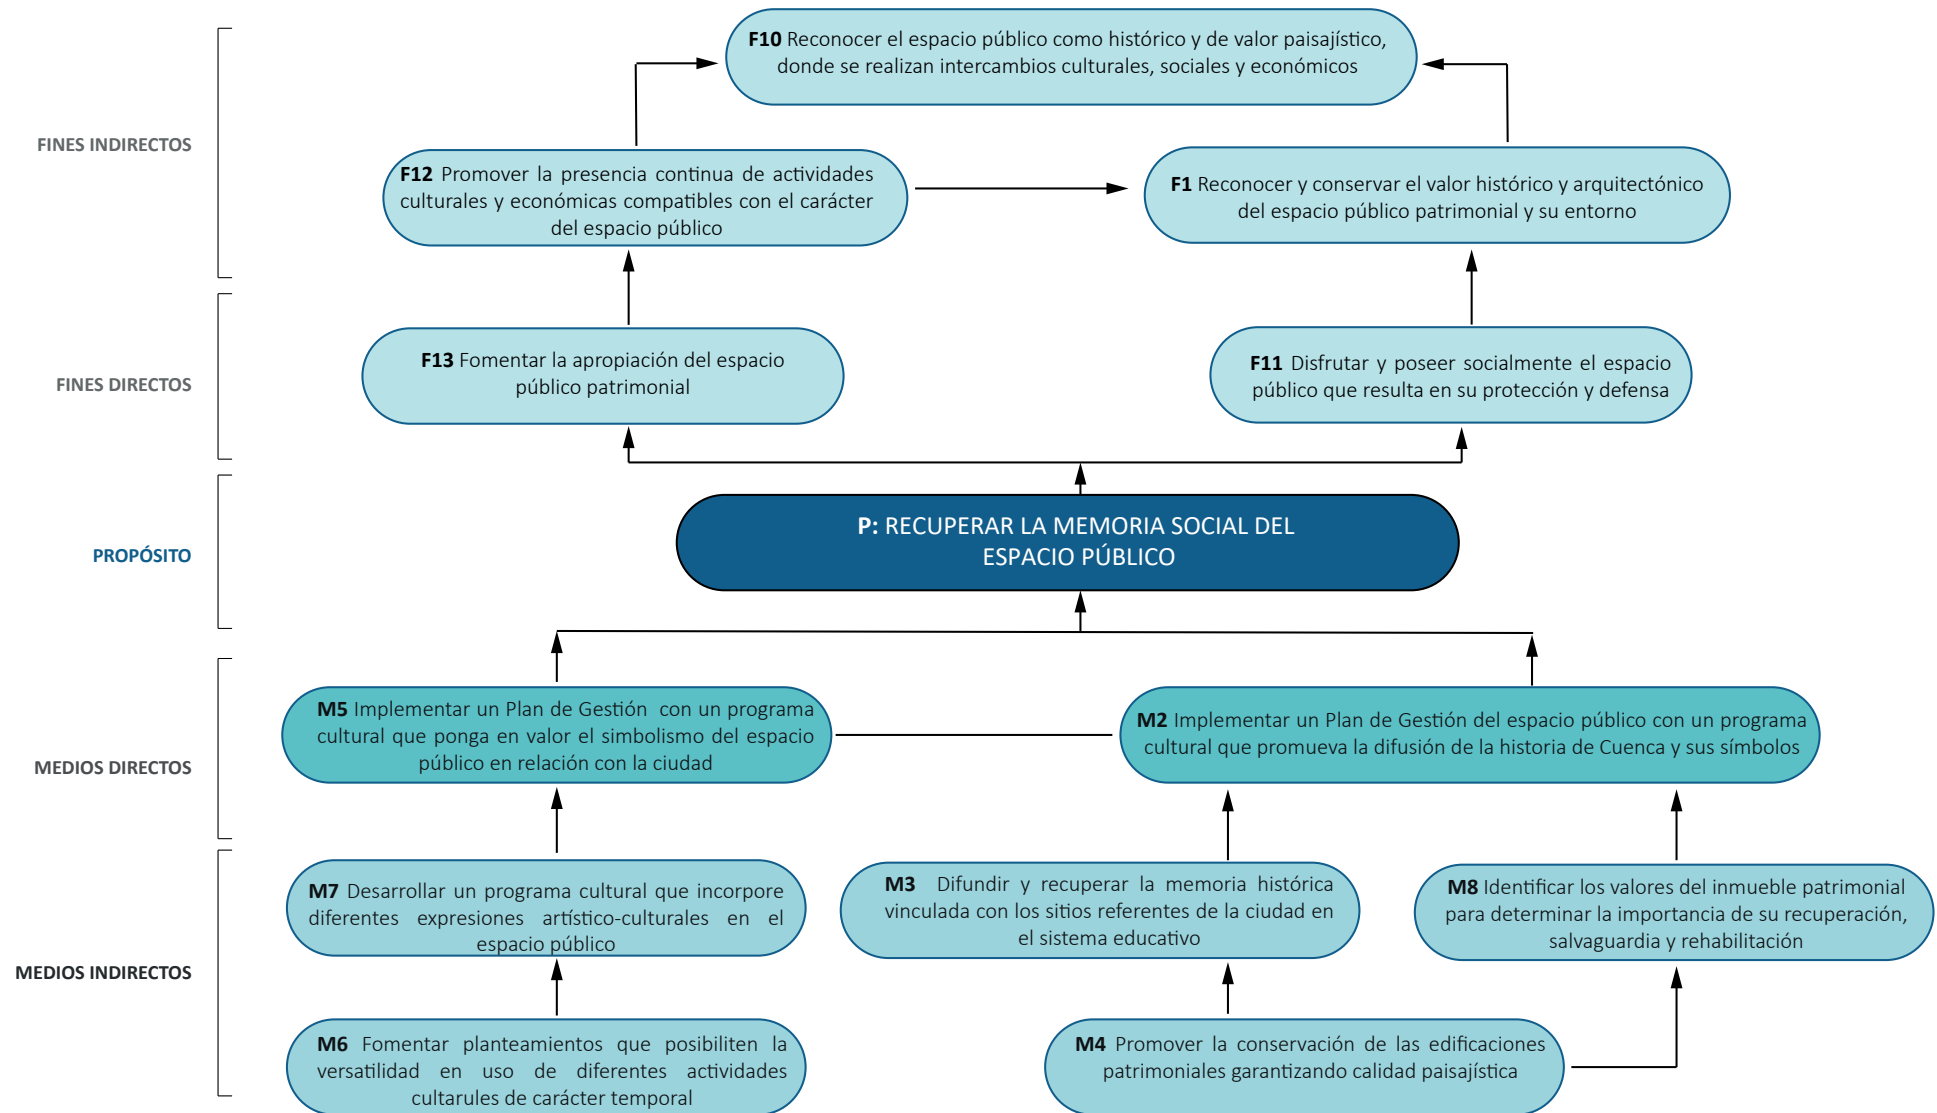 F10 Reconocer el espacio público como histórico y de valor paisajístico,
donde se realizan intercambios culturales, sociales y económicos
FINES INDIRECTOS
F12 Promover la presencia continua de actividades
culturales y económicas compatibles con el carácter
del espacio público
F1 Reconocer y conservar el valor histórico y arquitectónico
del espacio público patrimonial y su entorno
FINES DIRECTOS
F13 Fomentar la apropiación del espacio
público patrimonial
F11 Disfrutar y poseer socialmente el espacio
público que resulta en su protección y defensa
PROPÓSITO
P: RECUPERAR LA MEMORIA SOCIAL DEL
ESPACIO PÚBLICO
MEDIOS DIRECTOS
M5 Implementar un Plan de Gestión con un programa
cultural que ponga en valor el simbolismo del espacio
público en relación con la ciudad
M2 Implementar un Plan de Gestión del espacio público con un programa
cultural que promueva la difusión de la historia de Cuenca y sus símbolos
MEDIOS INDIRECTOS
M7 Desarrollar un programa cultural que incorpore
diferentes expresiones artístico-culturales en el
espacio público
M3 Difundir y recuperar la memoria histórica
vinculada con los sitios referentes de la ciudad en
el sistema educativo
M8 Identificar los valores del inmueble patrimonial
para determinar la importancia de su recuperación,
salvaguardia y rehabilitación
M6 Fomentar planteamientos que posibiliten la
versatilidad en uso de diferentes actividades
cultarules de carácter temporal
M4 Promover la conservación de las edificaciones
patrimoniales garantizando calidad paisajística